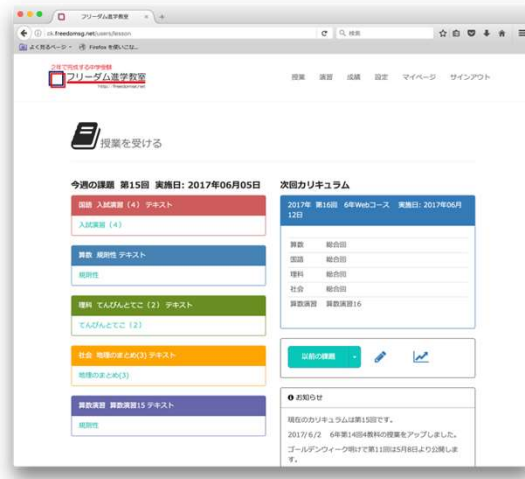 フリーダム進学教室
ck.freedomsg.net/users/lesson
検索
よく見るページ
Firefox を使いこな...
2年で完成する中学受験
フリーダム進学教室
授業 演習 成績 設定 マイページ サインアウト
授業を受ける
今週の課題 第15回 実施日: 2017年06月05日
国語 入試演習（4） テキスト
入試演習（4）
算数 規則性 テキスト
規則性
理科 てんびんとてこ（2） テキスト
てんびんとてこ（2）
社会 地理のまとめ(3) テキスト
地理のまとめ(3)
算数演習 算数演習15 テキスト
規則性
次回カリキュラム
2017年 第16回 6年Webコース 実施日: 2017年06月
12日
算数 総合回
国語 総合回
理科 総合回
社会 総合回
算数演習 算数演習16
以前の課題
お知らせ
現在のカリキュラムは第15回です。
2017/6/2 6年第14回4教科の授業をアップしました。
ゴールデンウィーク明けで第11回は5月8日より公開しま
す。